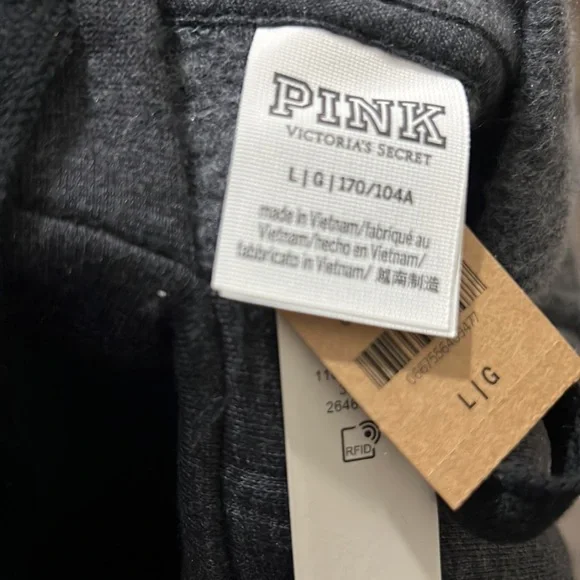 PINK
VICTORIA'S SECRET
L | G | 170/104A
made in Vietnam/fabriqué au
Vietnam/hecho en Vietnam/
fabbricato in Vietnam/ 越南制造
L | G
RFID